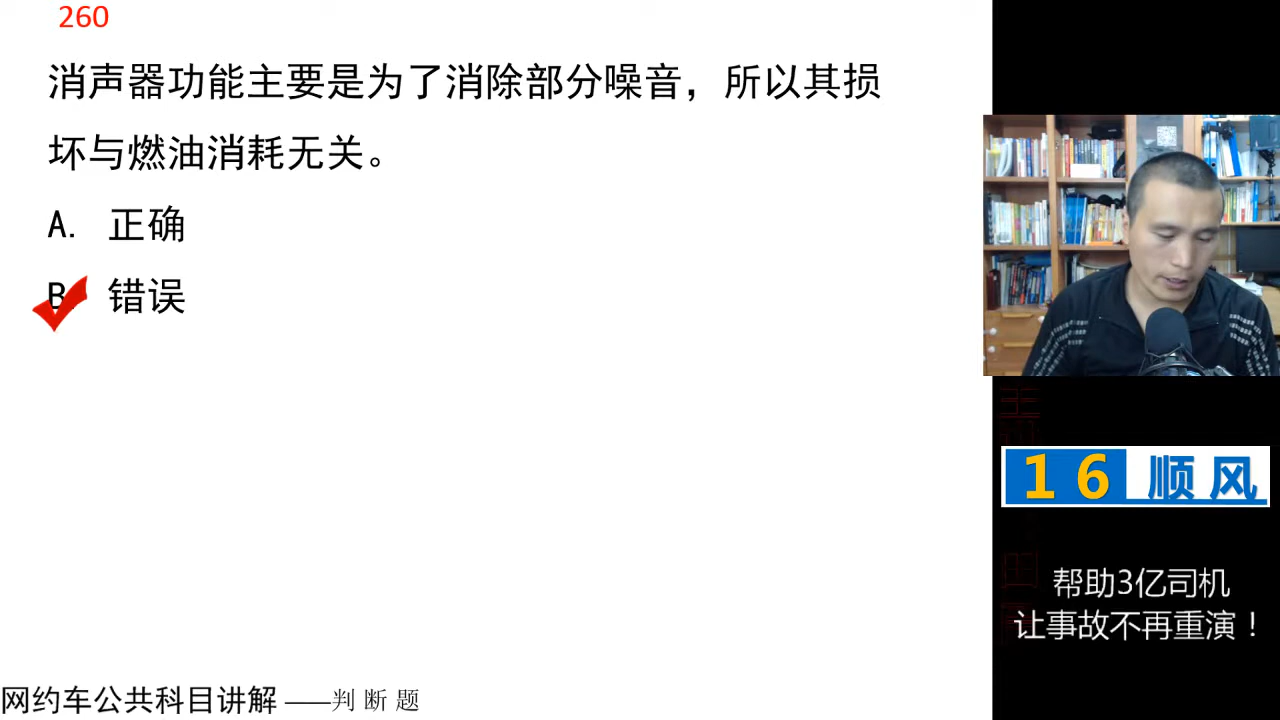 260
消声器功能主要是为了消除部分噪音，所以其损
坏与燃油消耗无关。
A. 正确
B. 错误
16顺风
帮助3亿司机
让事故不再重演！
网约车公共科目讲解 ——判断题